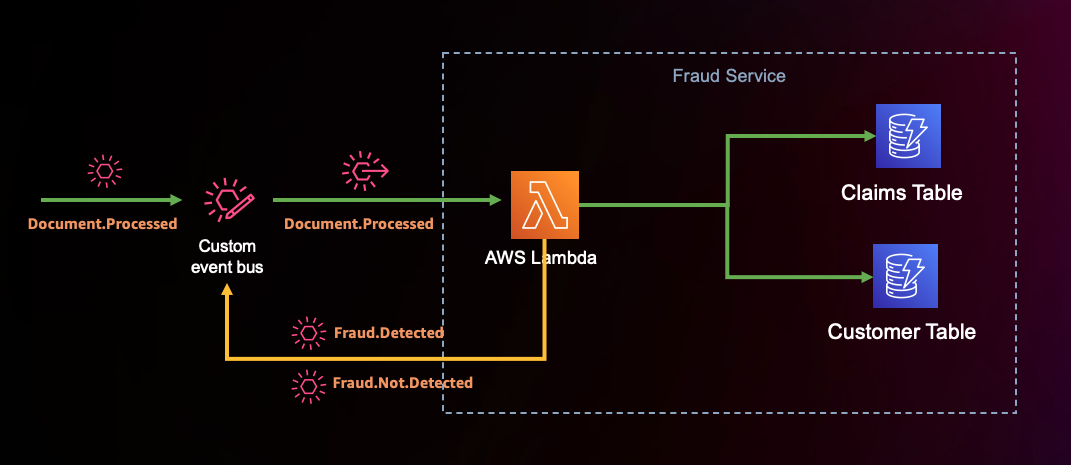 Fraud Service
Document.Processed
Custom
event bus
Document.Processed
AWS Lambda
Claims Table
Customer Table
Fraud.Detected
Fraud.Not.Detected